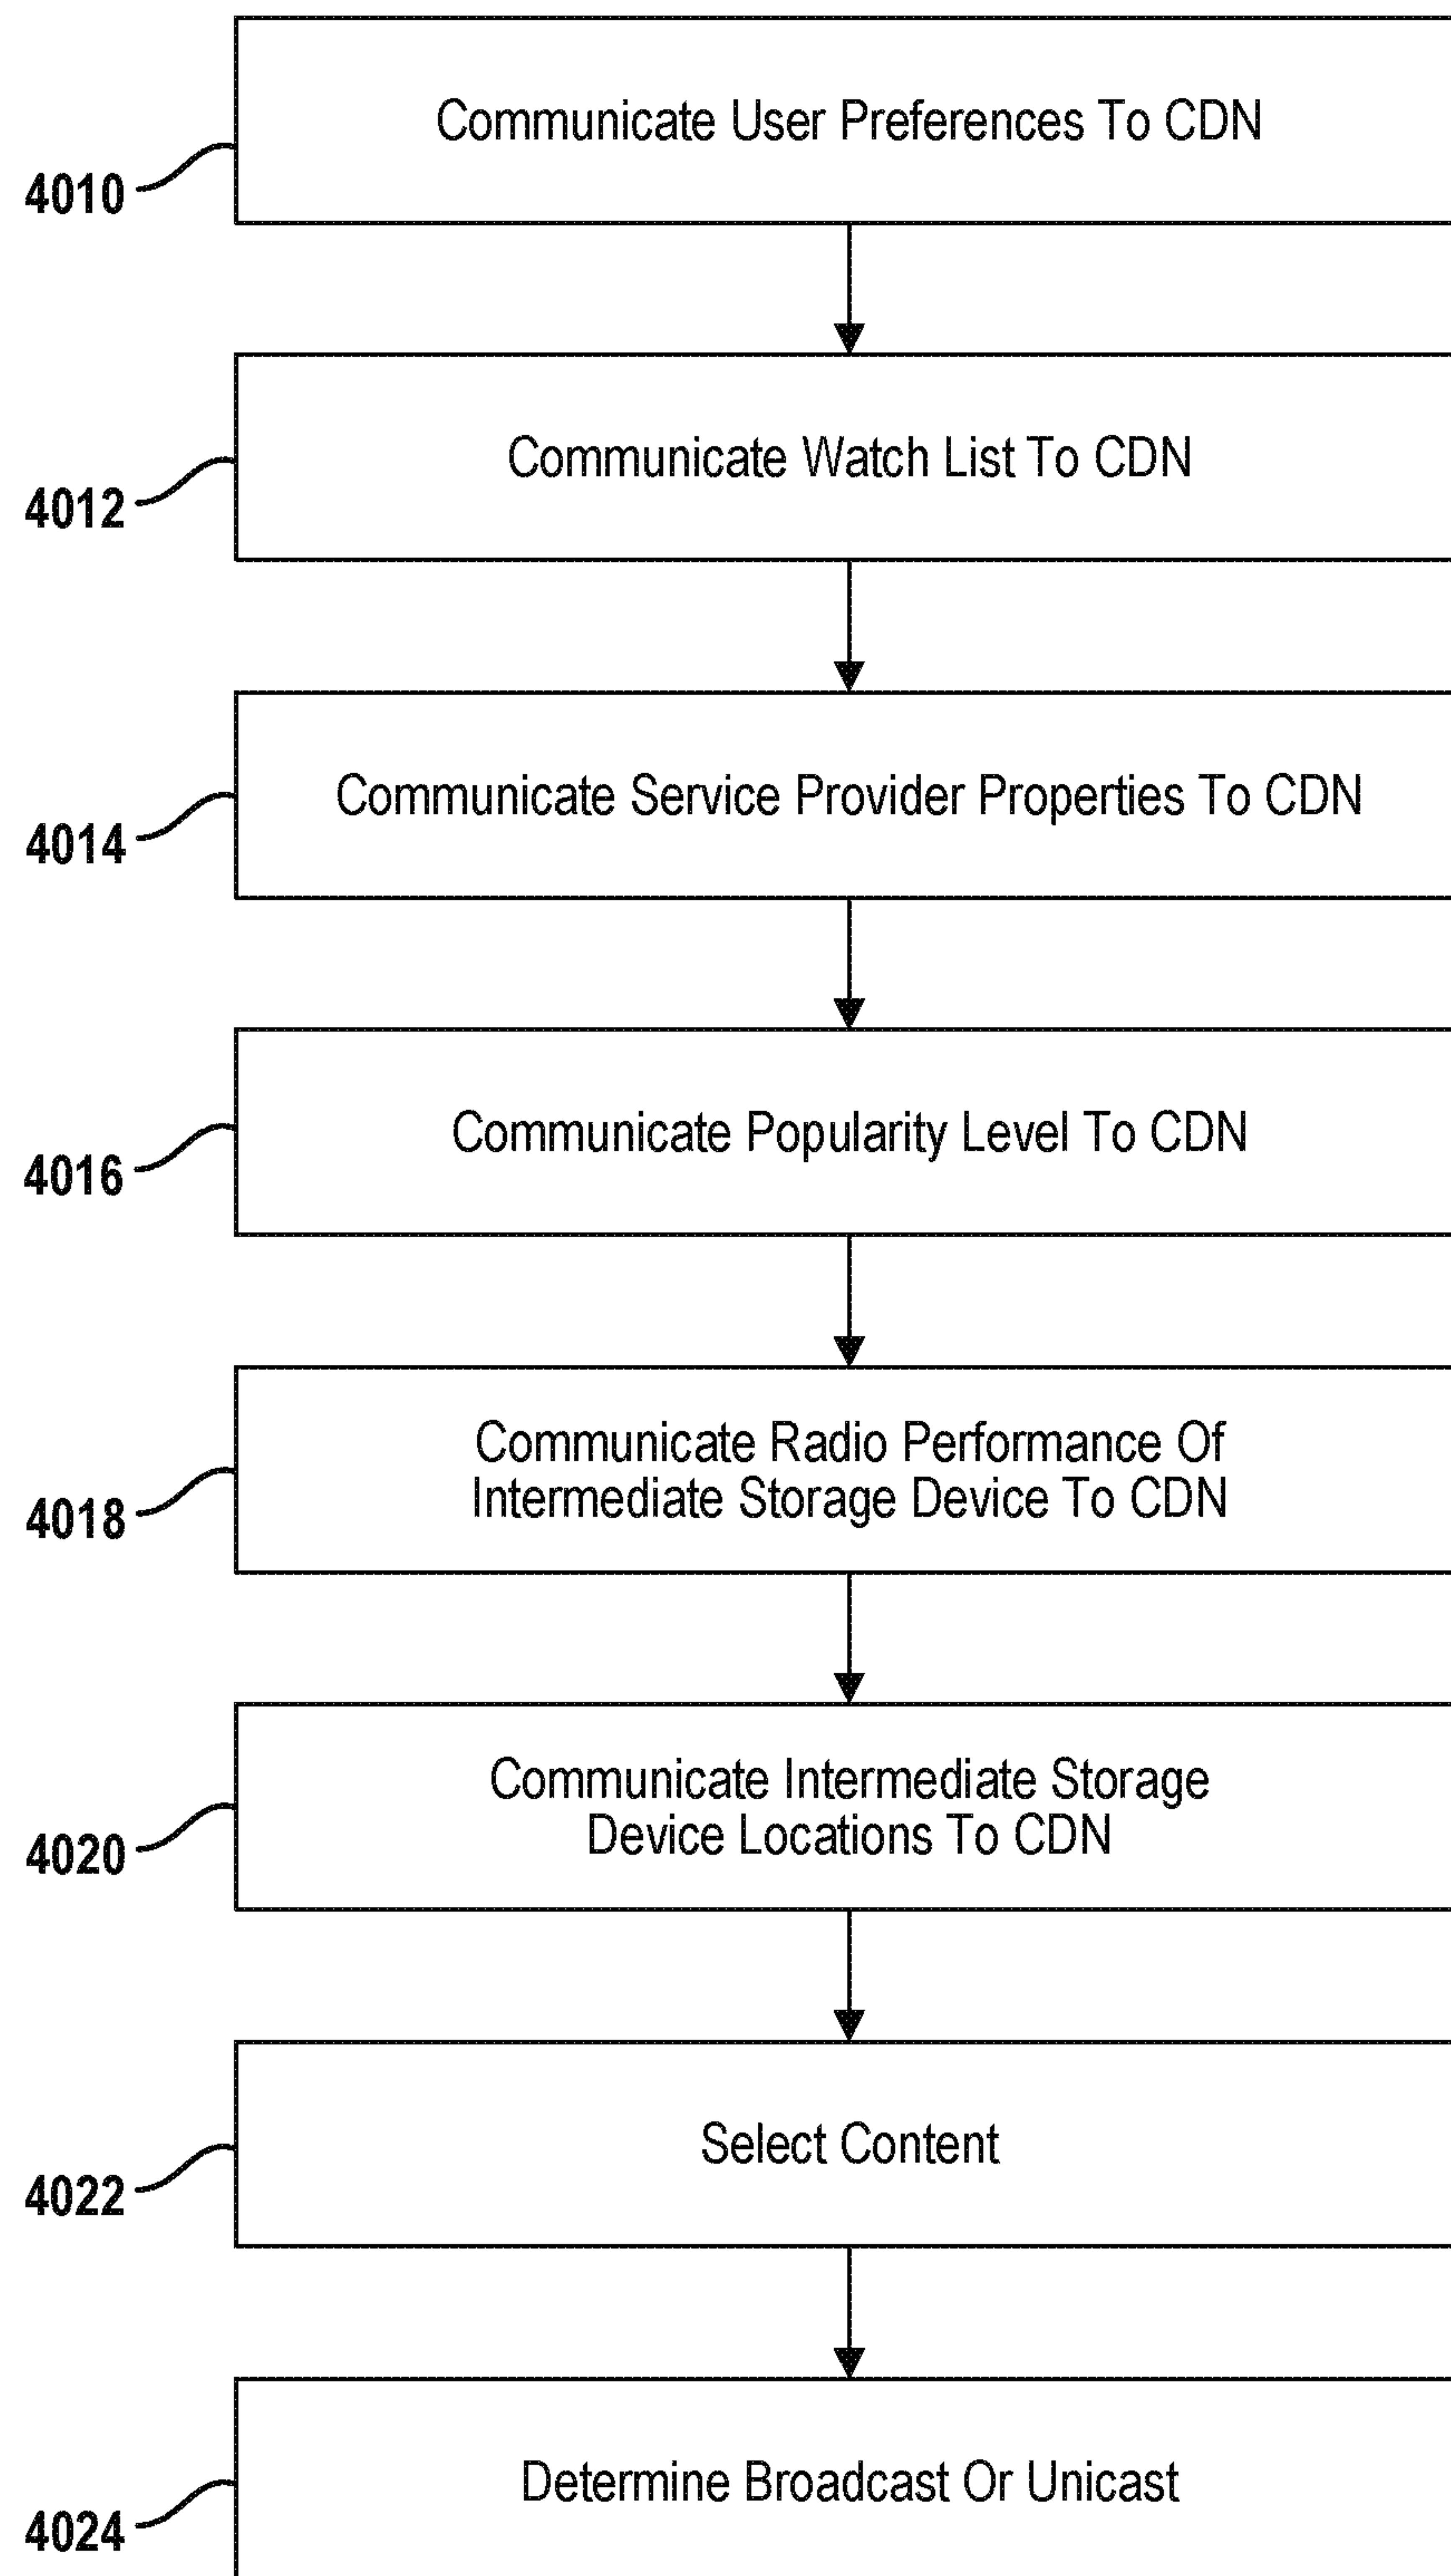 Communicate User Preferences To CDN
4010
Communicate Watch List To CDN
4012
Communicate Service Provider Properties To CDN
4014
Communicate Popularity Level To CDN
4016
Communicate Radio Performance Of
Intermediate Storage Device To CDN
4018
Communicate Intermediate Storage
Device Locations To CDN
4020
Select Content
4022
Determine Broadcast Or Unicast
4024